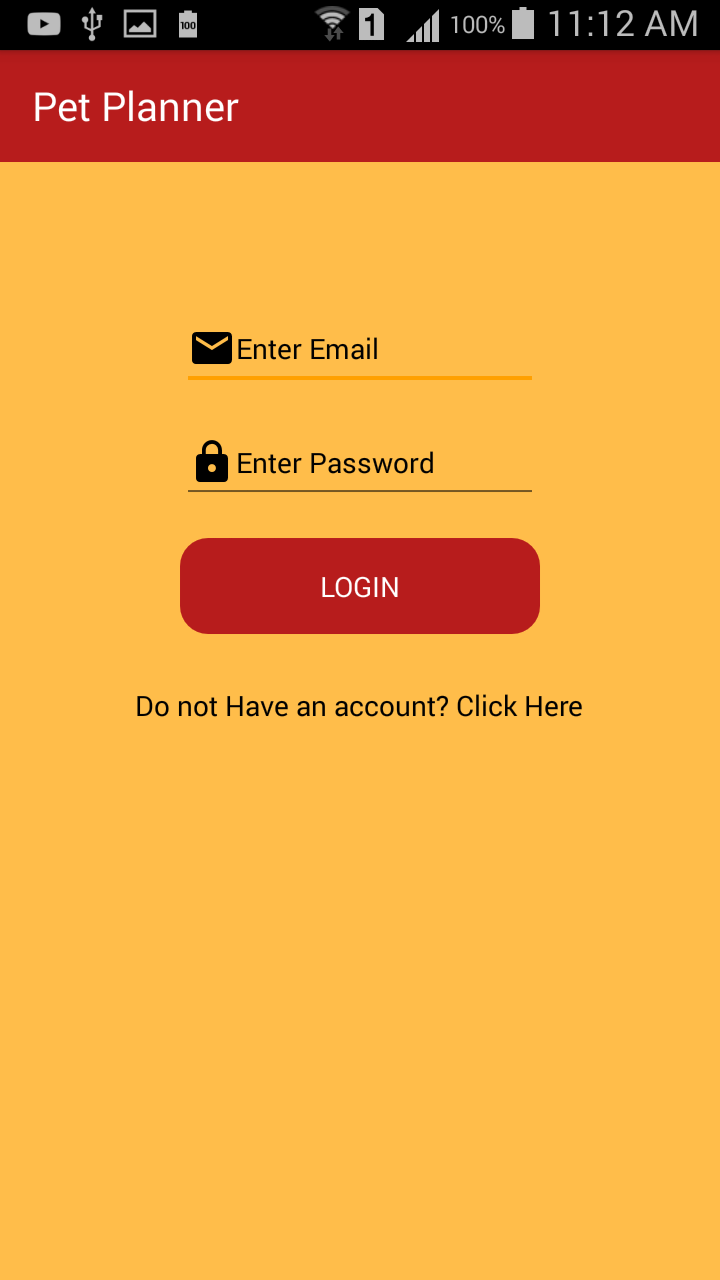 100 1 100% 11:12 AM
Pet Planner
Enter Email
Enter Password
LOGIN
Do not Have an account? Click Here